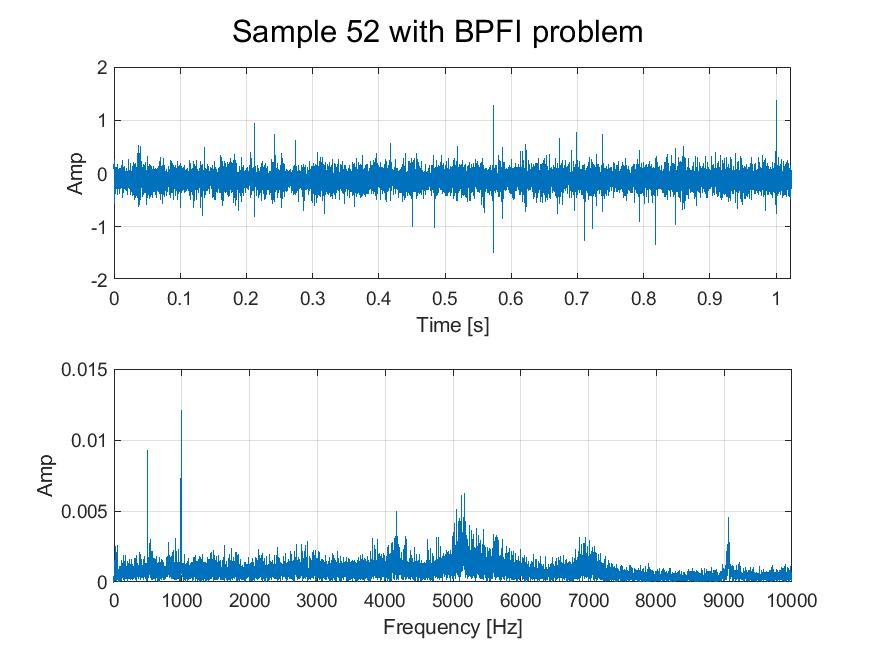 Sample 52 with BPFI problem
2
1
0
-1
-2
Amp
0 0.1 0.2 0.3 0.4 0.5 0.6 0.7 0.8 0.9 1
Time [s]
0.015
0.01
0.005
0
Amp
0 1000 2000 3000 4000 5000 6000 7000 8000 9000 10000
Frequency [Hz]